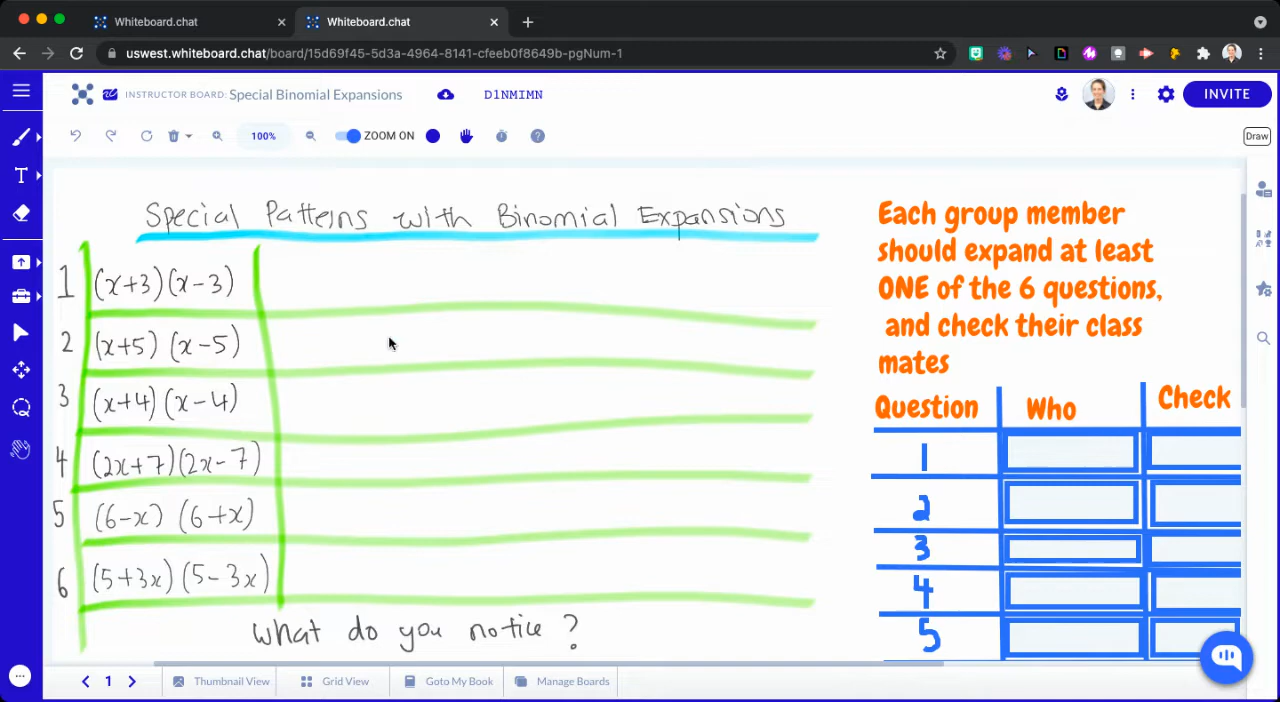 Whiteboard.chat
Whiteboard.chat
uswest.whiteboard.chat/board/15d69f45-5d3a-4964-8141-cfeeb0f8649b-pgNum-1
INSTRUCTOR BOARD: Special Binomial Expansions
D1NMIMN
INVITE
100%
ZOOM ON
Draw
Special Patterns with Binomial Expansions
1 (x+3)(x-3)
2 (x+5) (x-5)
3 (x+4)(x-4)
4 (2x+7)(2x-7)
5 (6-x) (6+x)
6 (5+3x)(5-3x)
What do you notice ?
Each group member
should expand at least
ONE of the 6 questions,
and check their class
mates
Question Who Check
1
2
3
4
5
1
Thumbnail View
Grid View
Goto My Book
Manage Boards